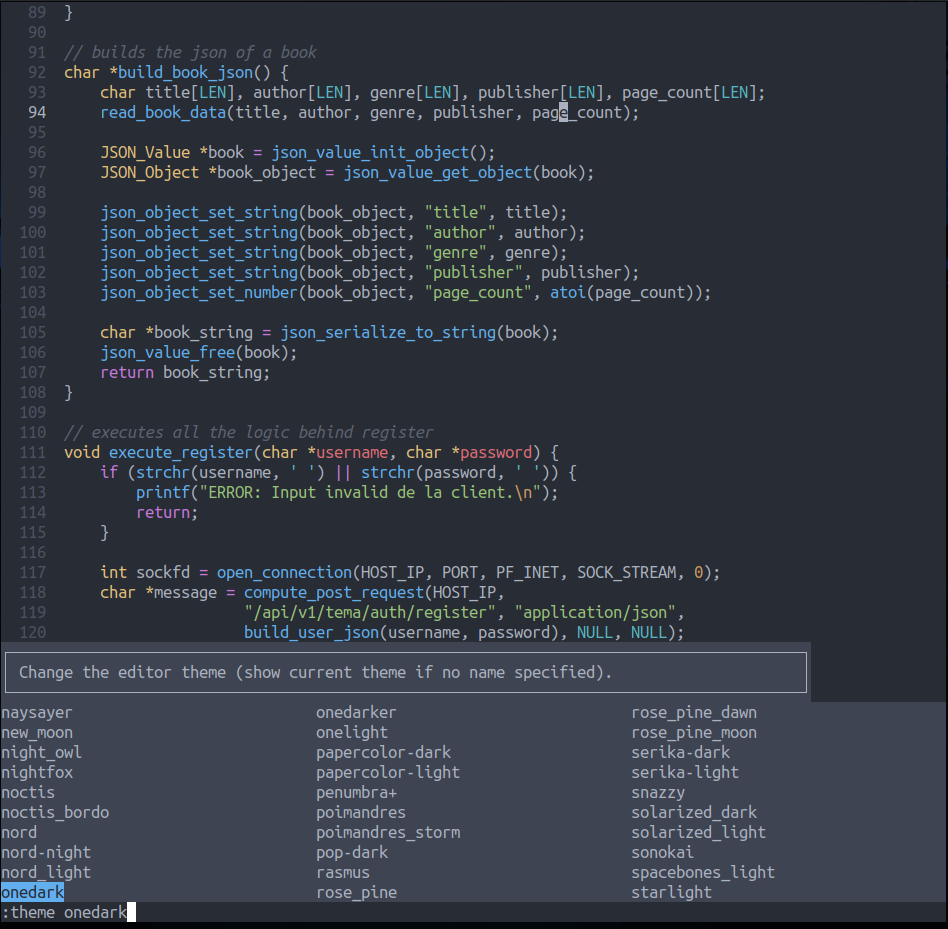 89 }
90
91 // builds the json of a book
92 char *build_book_json() {
93     char title[LEN], author[LEN], genre[LEN], publisher[LEN], page_count[LEN];
94     read_book_data(title, author, genre, publisher, page_count);
95
96     JSON_Value *book = json_value_init_object();
97     JSON_Object *book_object = json_value_get_object(book);
98
99     json_object_set_string(book_object, "title", title);
100     json_object_set_string(book_object, "author", author);
101     json_object_set_string(book_object, "genre", genre);
102     json_object_set_string(book_object, "publisher", publisher);
103     json_object_set_number(book_object, "page_count", atoi(page_count));
104
105     char *book_string = json_serialize_to_string(book);
106     json_value_free(book);
107     return book_string;
108 }
109
110 // executes all the logic behind register
111 void execute_register(char *username, char *password) {
112     if (strchr(username, ' ') || strchr(password, ' ')) {
113         printf("ERROR: Input invalid de la client.\n");
114         return;
115     }
116
117     int sockfd = open_connection(HOST_IP, PORT, PF_INET, SOCK_STREAM, 0);
118     char *message = compute_post_request(HOST_IP,
119                     "/api/v1/tema/auth/register", "application/json",
120                     build_user_json(username, password), NULL, NULL);
Change the editor theme (show current theme if no name specified).
naysayer onedarker rose_pine_dawn
new_moon onelight rose_pine_moon
night_owl papercolor-dark serika-dark
nightfox papercolor-light serika-light
noctis penumbra+ snazzy
noctis_bordo poimandres solarized_dark
nord poimandres_storm solarized_light
nord-night pop-dark sonokai
nord_light rasmus spacebones_light
onedark rose_pine starlight
:theme onedark